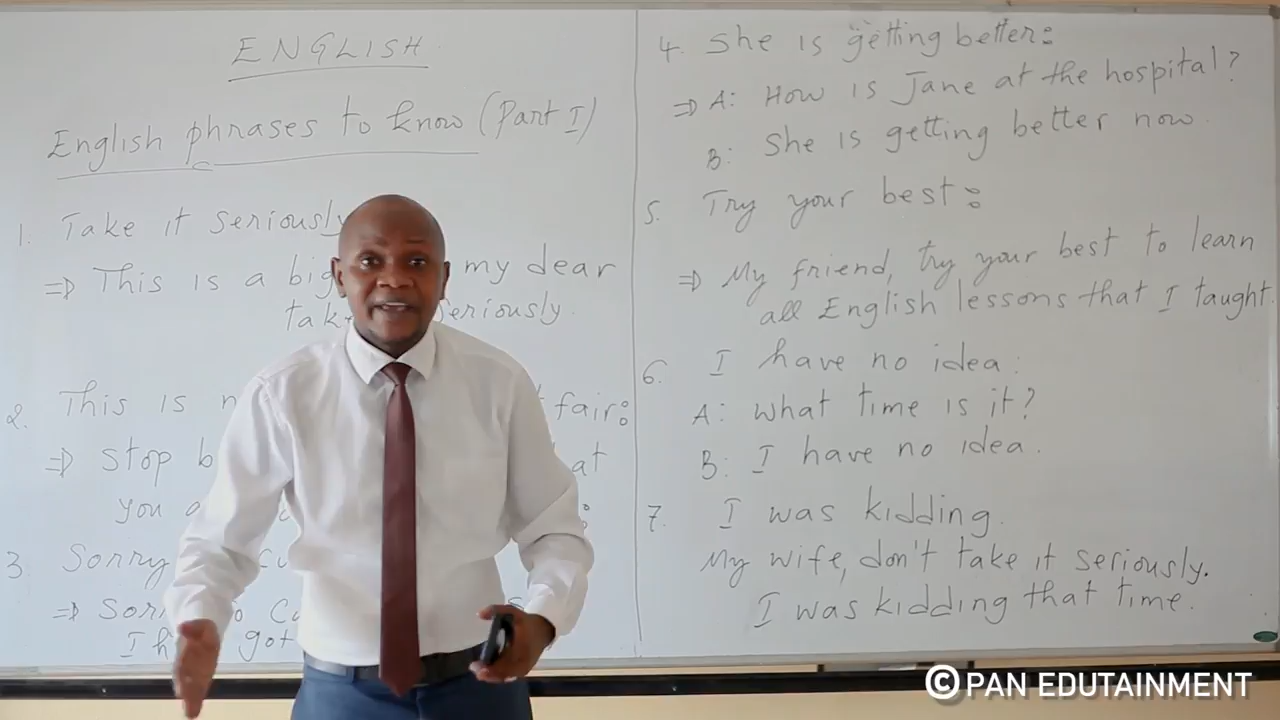 ENGLISH
English phrases to know (Part I)
1. Take it seriously
⇒ This is a big my dear
take seriously.
2. This is fair:
⇒ Stop
you
3. Sorry
⇒
I got
4. She is getting better:
⇒ A: How is Jane at the hospital?
B: She is getting better now.
5. Try your best:
⇒ My friend, try your best to learn
all English lessons that I taught.
6. I have no idea:
A: What time is it?
B: I have no idea.
7. I was kidding.
My wife, don't take it seriously.
I was kidding that time.
© PAN EDUTAINMENT